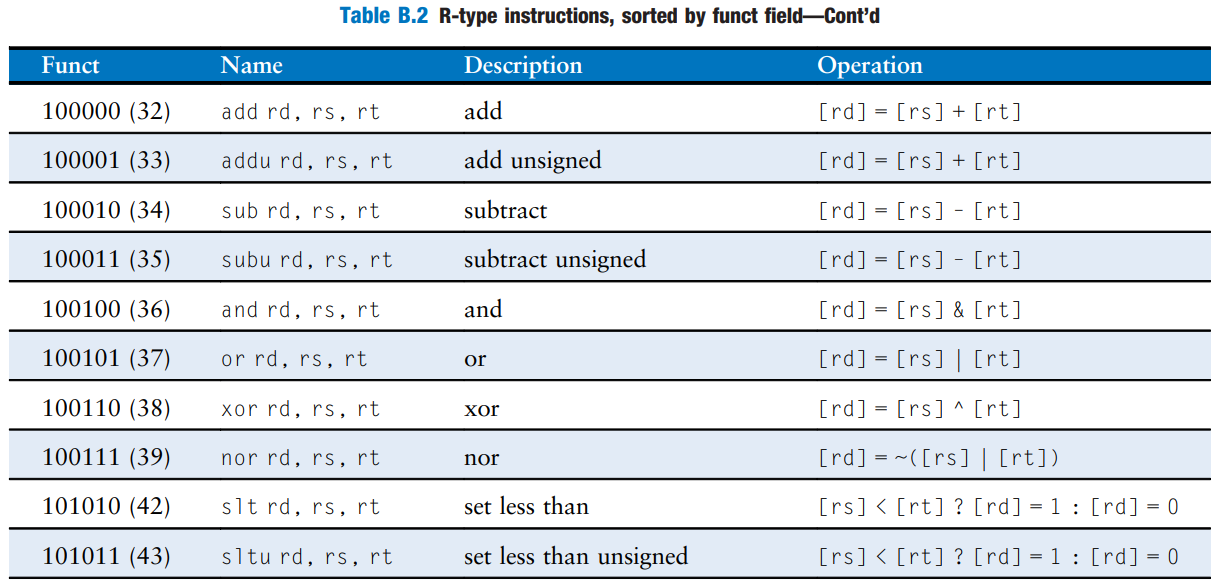 Table B.2 R-type instructions, sorted by funct field—Cont'd
Funct Name Description Operation
100000 (32) add rd, rs, rt add [rd] = [rs] + [rt]
100001 (33) addu rd, rs, rt add unsigned [rd] = [rs] + [rt]
100010 (34) sub rd, rs, rt subtract [rd] = [rs] – [rt]
100011 (35) subu rd, rs, rt subtract unsigned [rd] = [rs] – [rt]
100100 (36) and rd, rs, rt and [rd] = [rs] & [rt]
100101 (37) or rd, rs, rt or [rd] = [rs] | [rt]
100110 (38) xor rd, rs, rt xor [rd] = [rs] ^ [rt]
100111 (39) nor rd, rs, rt nor [rd] = ~([rs] | [rt])
101010 (42) slt rd, rs, rt set less than [rs] < [rt] ? [rd] = 1 : [rd] = 0
101011 (43) sltu rd, rs, rt set less than unsigned [rs] < [rt] ? [rd] = 1 : [rd] = 0